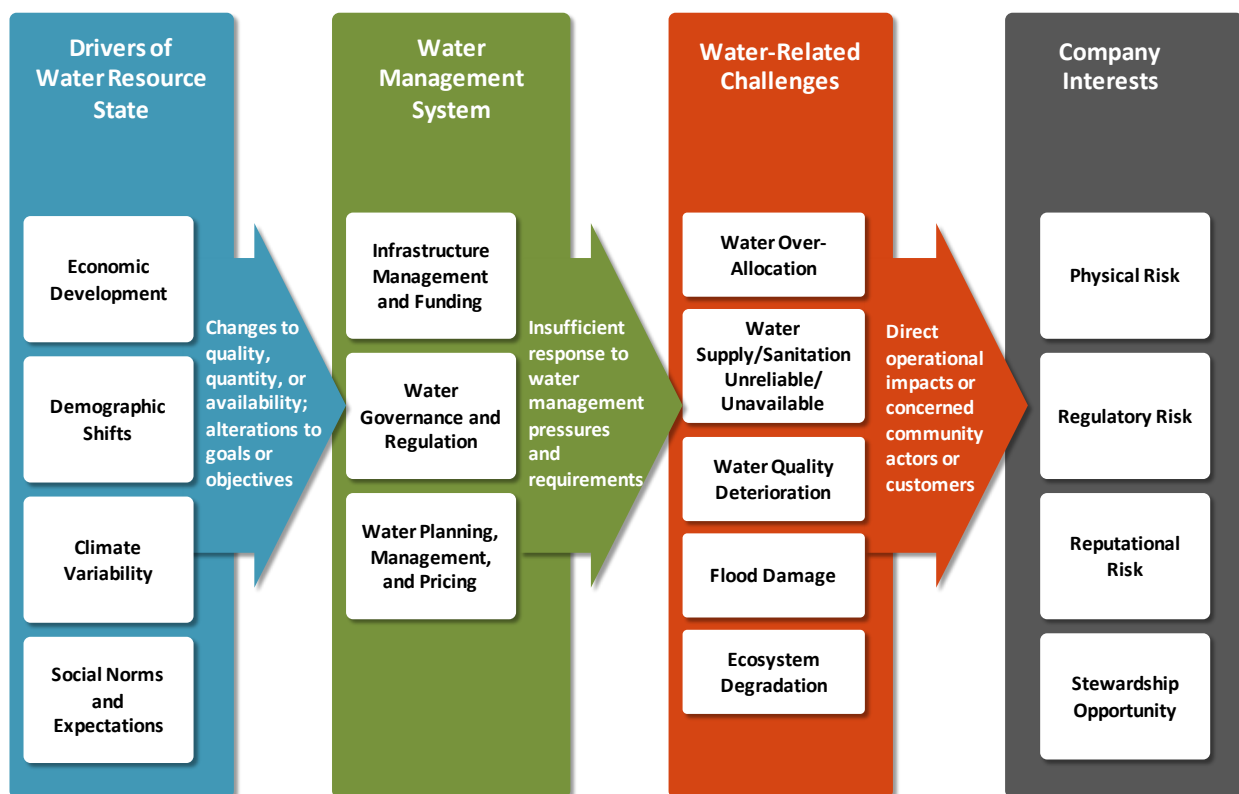 Drivers of
Water Resource
State
Economic
Development
Demographic
Shifts
Climate
Variability
Social Norms
and
Expectations
Changes to
quality,
quantity, or
availability;
alterations to
goals or
objectives
Water
Management
System
Infrastructure
Management
and Funding
Water
Governance and
Regulation
Water Planning,
Management,
and Pricing
Insufficient
response to
water
management
pressures
and
requirements
Water-Related
Challenges
Water Over-
Allocation
Water
Supply/Sanitation
Unreliable/
Unavailable
Water Quality
Deterioration
Flood Damage
Ecosystem
Degradation
Direct
operational
impacts or
concerned
community
actors or
customers
Company
Interests
Physical Risk
Regulatory Risk
Reputational
Risk
Stewardship
Opportunity